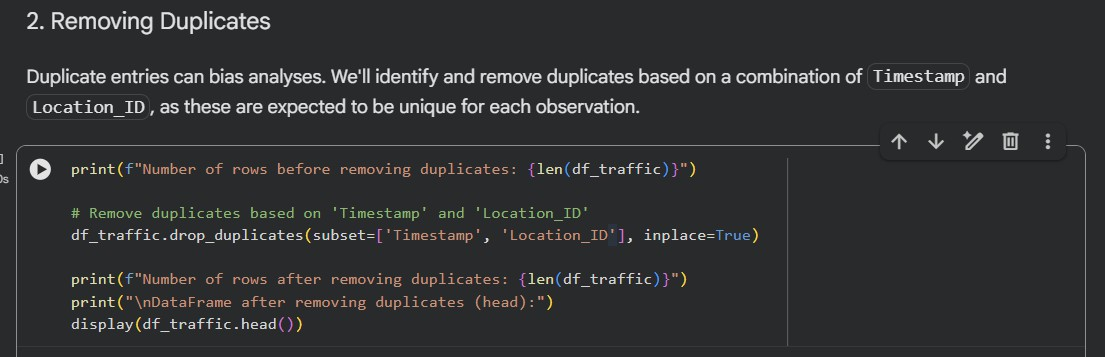 2. Removing Duplicates
Duplicate entries can bias analyses. We'll identify and remove duplicates based on a combination of Timestamp and
Location_ID, as these are expected to be unique for each observation.
]
0s
print(f"Number of rows before removing duplicates: {len(df_traffic)}")
# Remove duplicates based on 'Timestamp' and 'Location_ID'
df_traffic.drop_duplicates(subset=['Timestamp', 'Location_ID'], inplace=True)
print(f"Number of rows after removing duplicates: {len(df_traffic)}")
print("\nDataFrame after removing duplicates (head):")
display(df_traffic.head())